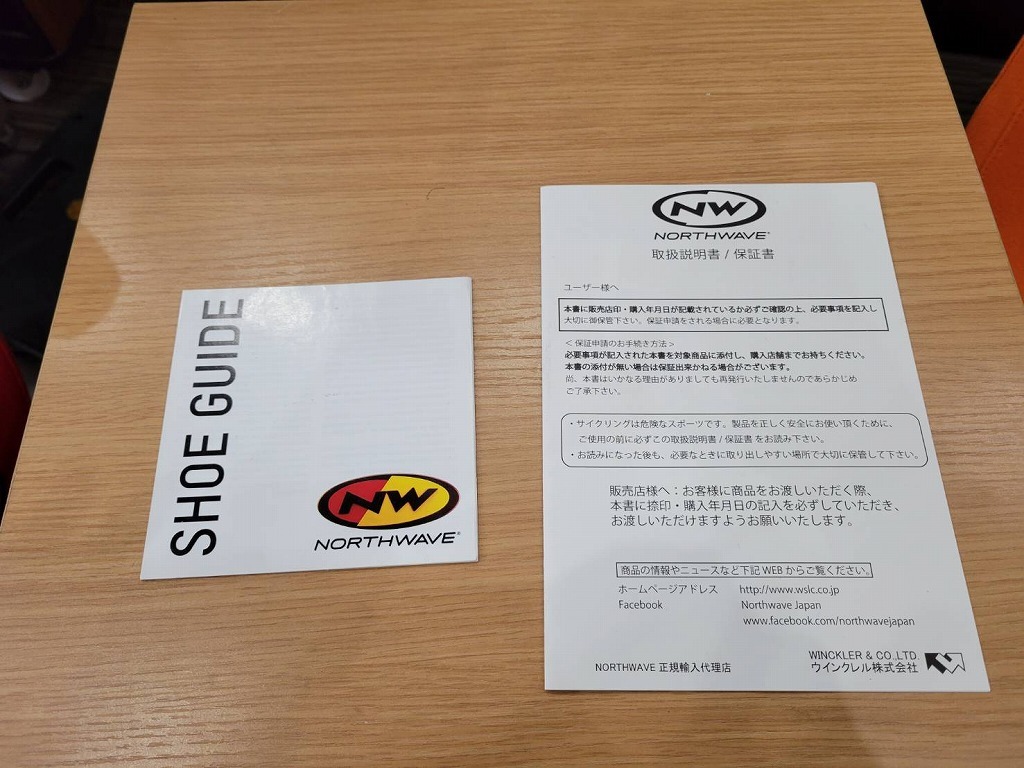 SHOE GUIDE
NW
NORTHWAVE
NW
NORTHWAVE
取扱説明書 / 保証書
ユーザー様へ
本書に販売店印・購入年月日が記載されているか必ずご確認の上、必要事項を記入し
大切に御保管下さい。保証申請をされる場合に必要となります。
＜保証申請のお手続き方法＞
必要事項が記入された本書を対象商品に添付し、購入店舗までお持ちください。
本書の添付が無い場合は保証出来かねる場合がございます。
尚、本書はいかなる理由がありましても再発行いたしませんのであらかじめ
ご了承下さい。
・サイクリングは危険なスポーツです。製品を正しく安全にお使い頂くために、
ご使用の前に必ずこの取扱説明書 / 保証書 をお読み下さい。
・お読みになった後も、必要なときに取り出しやすい場所で大切に保管して下さい。
販売店様へ：お客様に商品をお渡しいただく際、
本書に捺印・購入年月日の記入を必ずしていただき、
お渡しいただけますようお願いいたします。
商品の情報やニュースなど下記 WEB からご覧ください。
ホームページアドレス http://www.wslc.co.jp
Facebook Northwave Japan
www.facebook.com/northwavejapan
NORTHWAVE 正規輸入代理店
WINCKLER & CO.,LTD.
ウインクレル株式会社